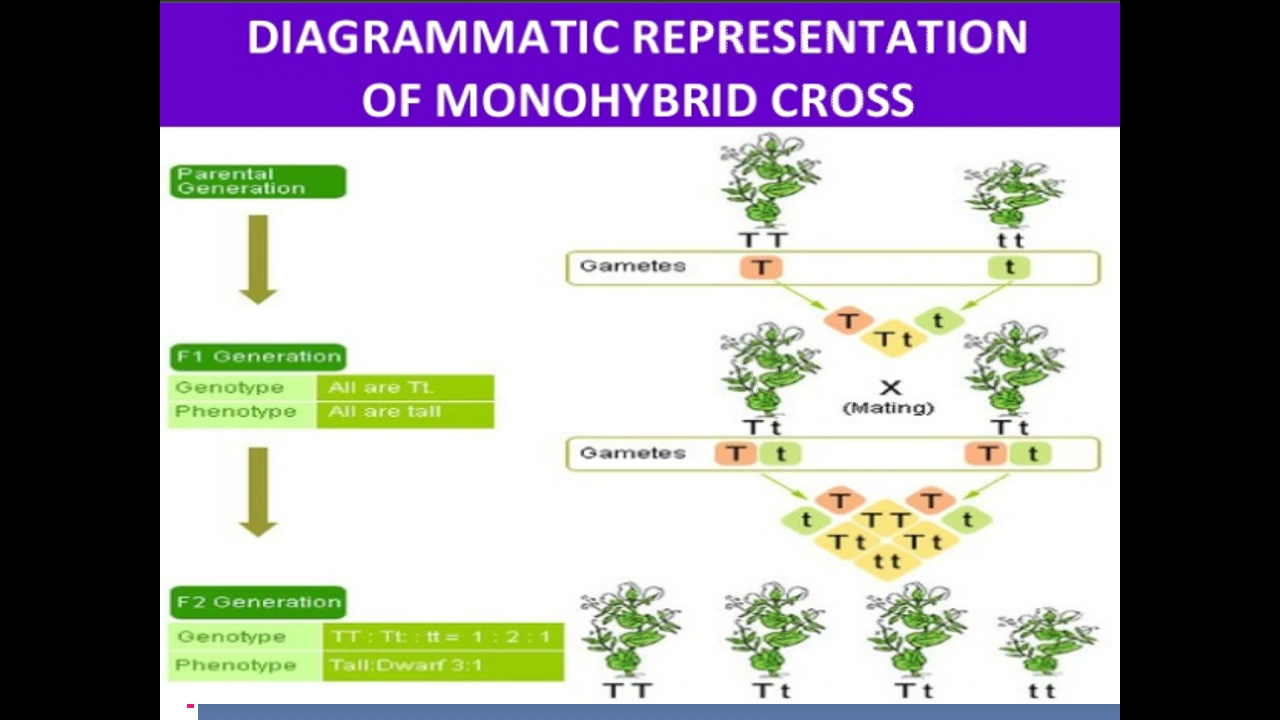 DIAGRAMMATIC REPRESENTATION
OF MONOHYBRID CROSS
Parental
Generation
T T
t t
Gametes
T
t
T
t
T t
F1 Generation
Genotype
All are Tt.
Phenotype
All are tall
X
(Mating)
T t
T t
Gametes
T
t
T
t
T
T
t
T T
t
T t
T t
t t
F2 Generation
Genotype
TT : Tt: : tt = 1 : 2 : 1
Phenotype
Tall:Dwarf 3:1
T T
T t
T t
t t